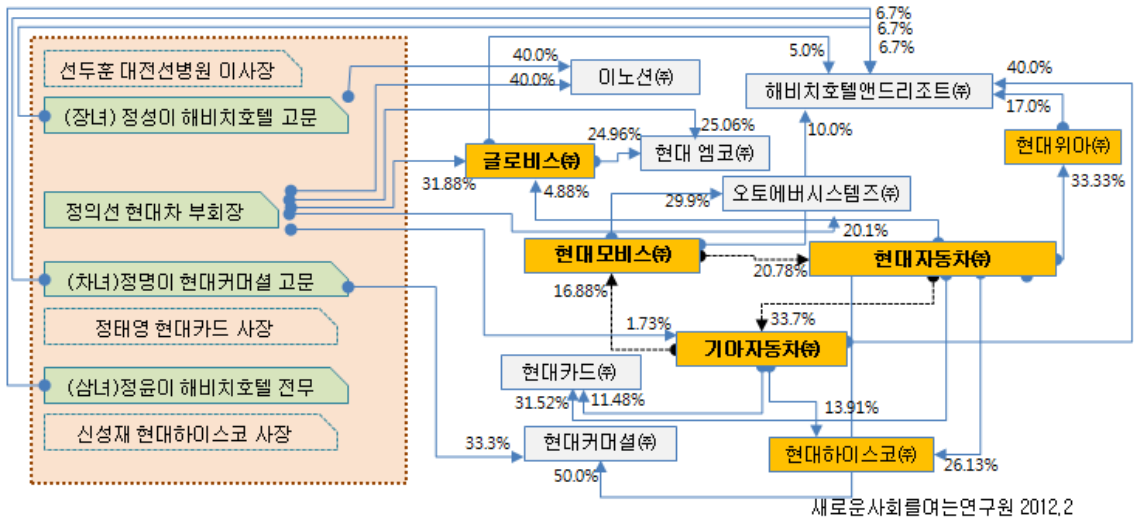 6.7%
6.7%
6.7%
5.0%
40.0%
40.0%
40.0%
17.0%
선두훈 대전선병원 이사장
이노션㈜
해비치호텔앤드리조트㈜
(장녀) 정성이 해비치호텔 고문
24.96%
25.06%
10.0%
글로비스㈜
현대 엠코㈜
현대위아㈜
31.88%
4.88%
33.33%
오토에버시스템즈㈜
29.9%
정의선 현대차 부회장
20.1%
현대모비스㈜
20.78%
현대자동차㈜
(차녀)정명이 현대커머셜 고문
16.88%
정태영 현대카드 사장
1.73%
33.7%
기아자동차㈜
현대카드㈜
(삼녀)정윤이 해비치호텔 전무
31.52%
11.48%
13.91%
신성재 현대하이스코 사장
33.3%
현대커머셜㈜
현대하이스코㈜
50.0%
26.13%
새로운사회를여는연구원 2012,2